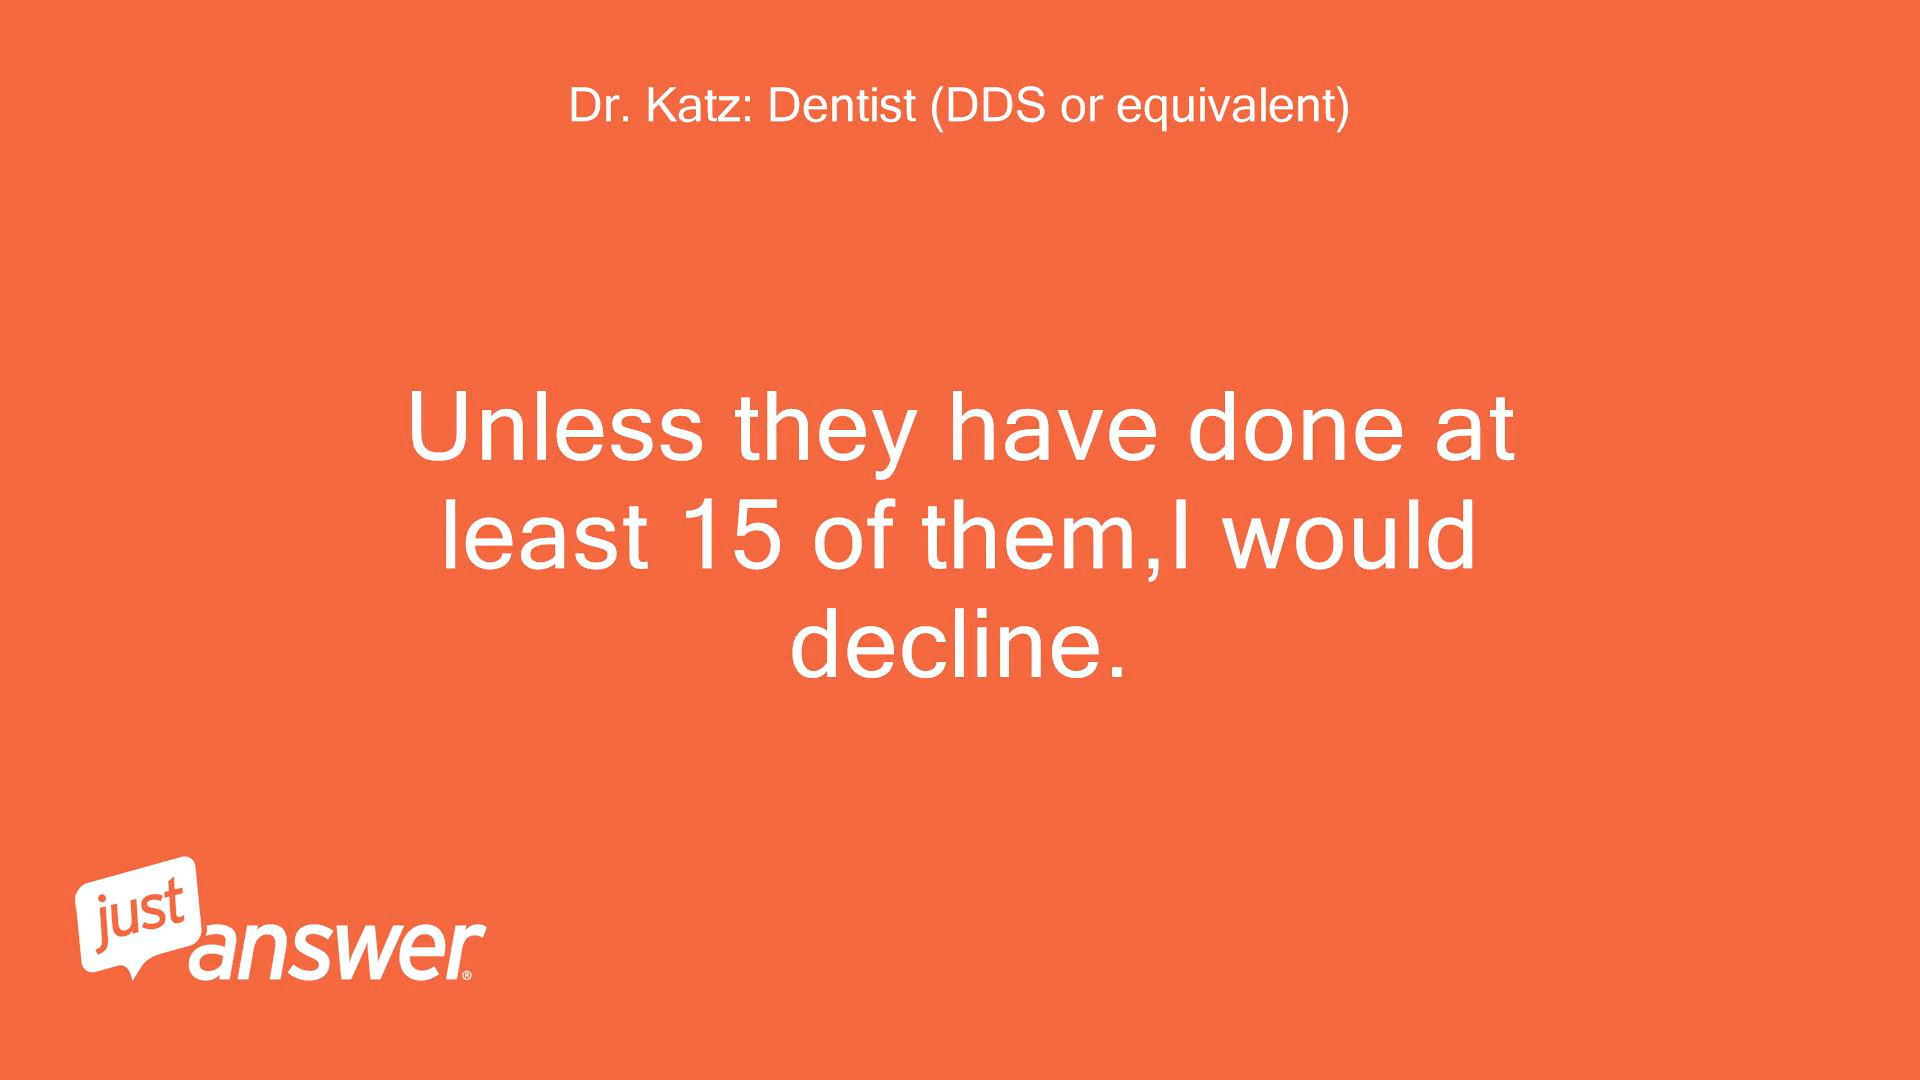 Dr. Katz: Dentist (DDS or equivalent)
Unless they have done at
least 15 of them,I would
decline.
just
answer®